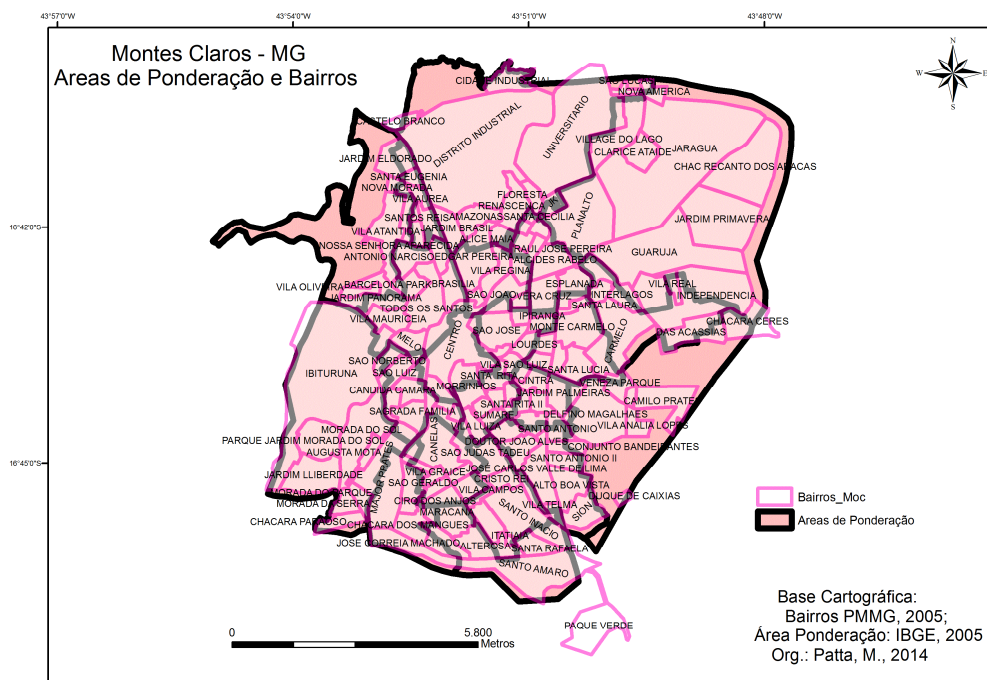 43°57'0"W
43°54'0"W
43°51'0"W
43°48'0"W
Montes Claros - MG
Areas de Ponderação e Bairros
N
W
E
S
CIDADE INDUSTRIAL
SAO LUCAS
NOVA AMERICA
CASTELO BRANCO
DISTRITO INDUSTRIAL
UNIVERSITARIO
VILLAGE DO LAGO
CLARICE ATAIDE
JARAGUA
JARDIM ELDORADO
CHAC RECANTO DOS ARACAS
SANTA EUGENIA
NOVA MORADA
VILA AUREA
FLORESTA
RENASCENCA
JK
PLANALTO
SANTOS REIS
AMAZONAS
SANTA CECILIA
JARDIM PRIMAVERA
16°42'0"S
VILA ATANTIDA
JARDIM BRASIL
ALICE MAIA
NOSSA SENHORA APARECIDA
RAUL JOSE PEREIRA
GUARUJA
ANTONIO NARCISO
EDGAR PEREIRA
ALCIDES RABELO
VILA REGINA
VILA OLIVEIRA
BARCELONA PARK
BRASILIA
ESPLANADA
VILA REAL
JARDIM PANORAMA
SAO JOAO
VERA CRUZ
INTERLAGOS
INDEPENDENCIA
TODOS OS SANTOS
SANTA LAURA
VILA MAURICEIA
IPIRANGA
CHACARA CERES
MELO
CENTRO
SAO JOSE
MONTE CARMELO
CARMELO
DAS ACASSIAS
LOURDES
SAO NORBERTO
VILA SAO LUIZ
IBITURUNA
SAO LUIZ
SANTA RITA
SANTA LUCIA
CANDIDA CAMARA
MORRINHOS
CINTRA
VENEZA PARQUE
JARDIM PALMEIRAS
CAMILO PRATES
SAGRADA FAMILIA
SANTA RITA II
SUMARE
DELFINO MAGALHAES
MORADA DO SOL
CANELAS
VILA LUIZA
SANTO ANTONIO
VILA ANALIA LOPES
PARQUE JARDIM MORADA DO SOL
DOUTOR JOAO ALVES
16°45'0"S
AUGUSTA MOTA
MAJOR PRATES
SAO JUDAS TADEU
CONJUNTO BANDEIRANTES
SANTO ANTONIO II
JARDIM LLIBERDADE
VILA GRAICE
JOSE CARLOS VALLE DE LIMA
SAO GERALDO
CRISTO REI
ALTO BOA VISTA
MORADA DO PARQUE
VILA CAMPOS
DUQUE DE CAXIAS
MORADA DA SERRA
CIRO DOS ANJOS
VILA TELMA
MARACANA
SANTO INACIO
SION
CHACARA PARAOSO
CHACARA DOS MANGUES
ITATIAIA
JOSE CORREIA MACHADO
ALTEROSA
SANTA RAFAELA
SANTO AMARO
PAQUE VERDE
Bairros_Moc
Areas de Ponderação
0
5.800
Metros
Base Cartográfica:
Bairros PMMG, 2005;
Área Ponderação: IBGE, 2005
Org.: Patta, M., 2014